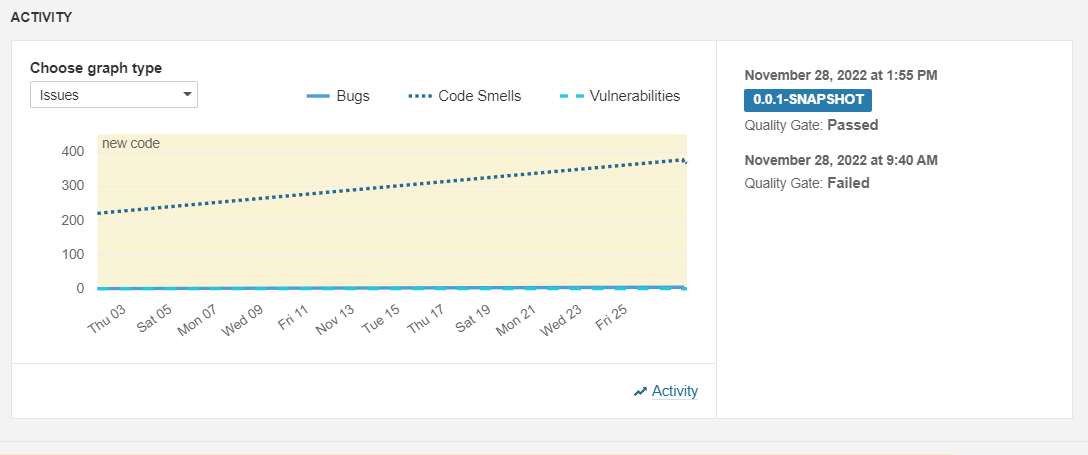 ACTIVITY
Choose graph type
Issues
Bugs
Code Smells
Vulnerabilities
new code
400
300
200
100
0
Thu 03
Sat 05
Mon 07
Wed 09
Fri 11
Nov 13
Tue 15
Thu 17
Sat 19
Mon 21
Wed 23
Fri 25
Activity
November 28, 2022 at 1:55 PM
0.0.1-SNAPSHOT
Quality Gate: Passed
November 28, 2022 at 9:40 AM
Quality Gate: Failed